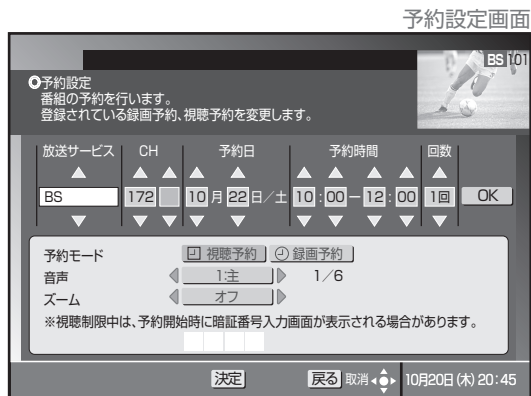 予約設定画面
BS 101
予約設定
番組の予約を行います。
登録されている録画予約、視聴予約を変更します。
放送サービス CH 予約日 予約時間 回数
BS 172 10月22日/土 10:00-12:00 1回 OK
予約モード 視聴予約 録画予約
音声 1:主 1/6
ズーム オフ
※視聴制限中は、予約開始時に暗証番号入力画面が表示される場合があります。
決定 戻る 取消 10月20日(木)20:45